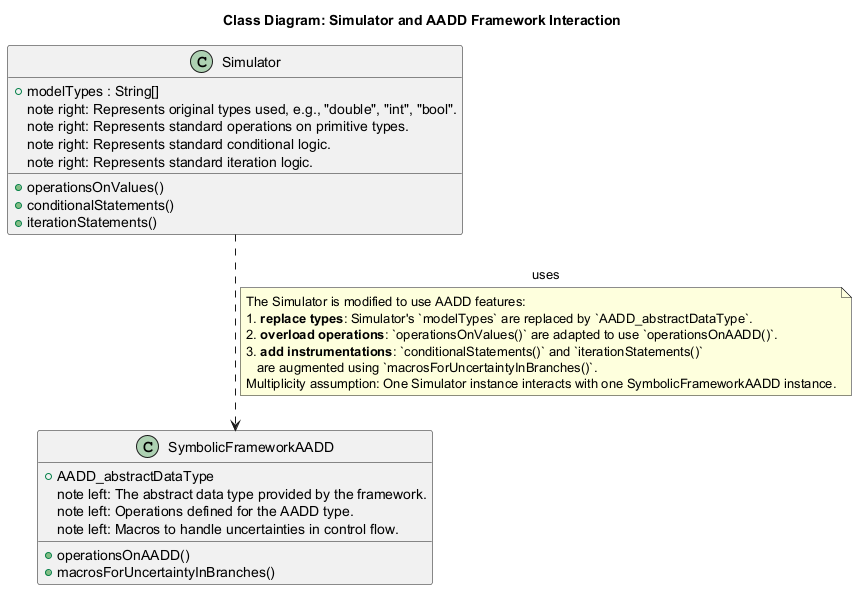 Class Diagram: Simulator and AADD Framework Interaction
C Simulator
modelTypes : String[]
note right: Represents original types used, e.g., "double", "int", "bool".
note right: Represents standard operations on primitive types.
note right: Represents standard conditional logic.
note right: Represents standard iteration logic.
operationsOnValues()
conditionalStatements()
iterationStatements()
uses
The Simulator is modified to use AADD features:
1. replace types: Simulator's `modelTypes` are replaced by `AADD_abstractDataType`.
2. overload operations: `operationsOnValues()` are adapted to use `operationsOnAADD()`.
3. add instrumentations: `conditionalStatements()` and `iterationStatements()`
are augmented using `macrosForUncertaintyInBranches()`.
Multiplicity assumption: One Simulator instance interacts with one SymbolicFrameworkAADD instance.
C SymbolicFrameworkAADD
AADD_abstractDataType
note left: The abstract data type provided by the framework.
note left: Operations defined for the AADD type.
note left: Macros to handle uncertainties in control flow.
operationsOnAADD()
macrosForUncertaintyInBranches()